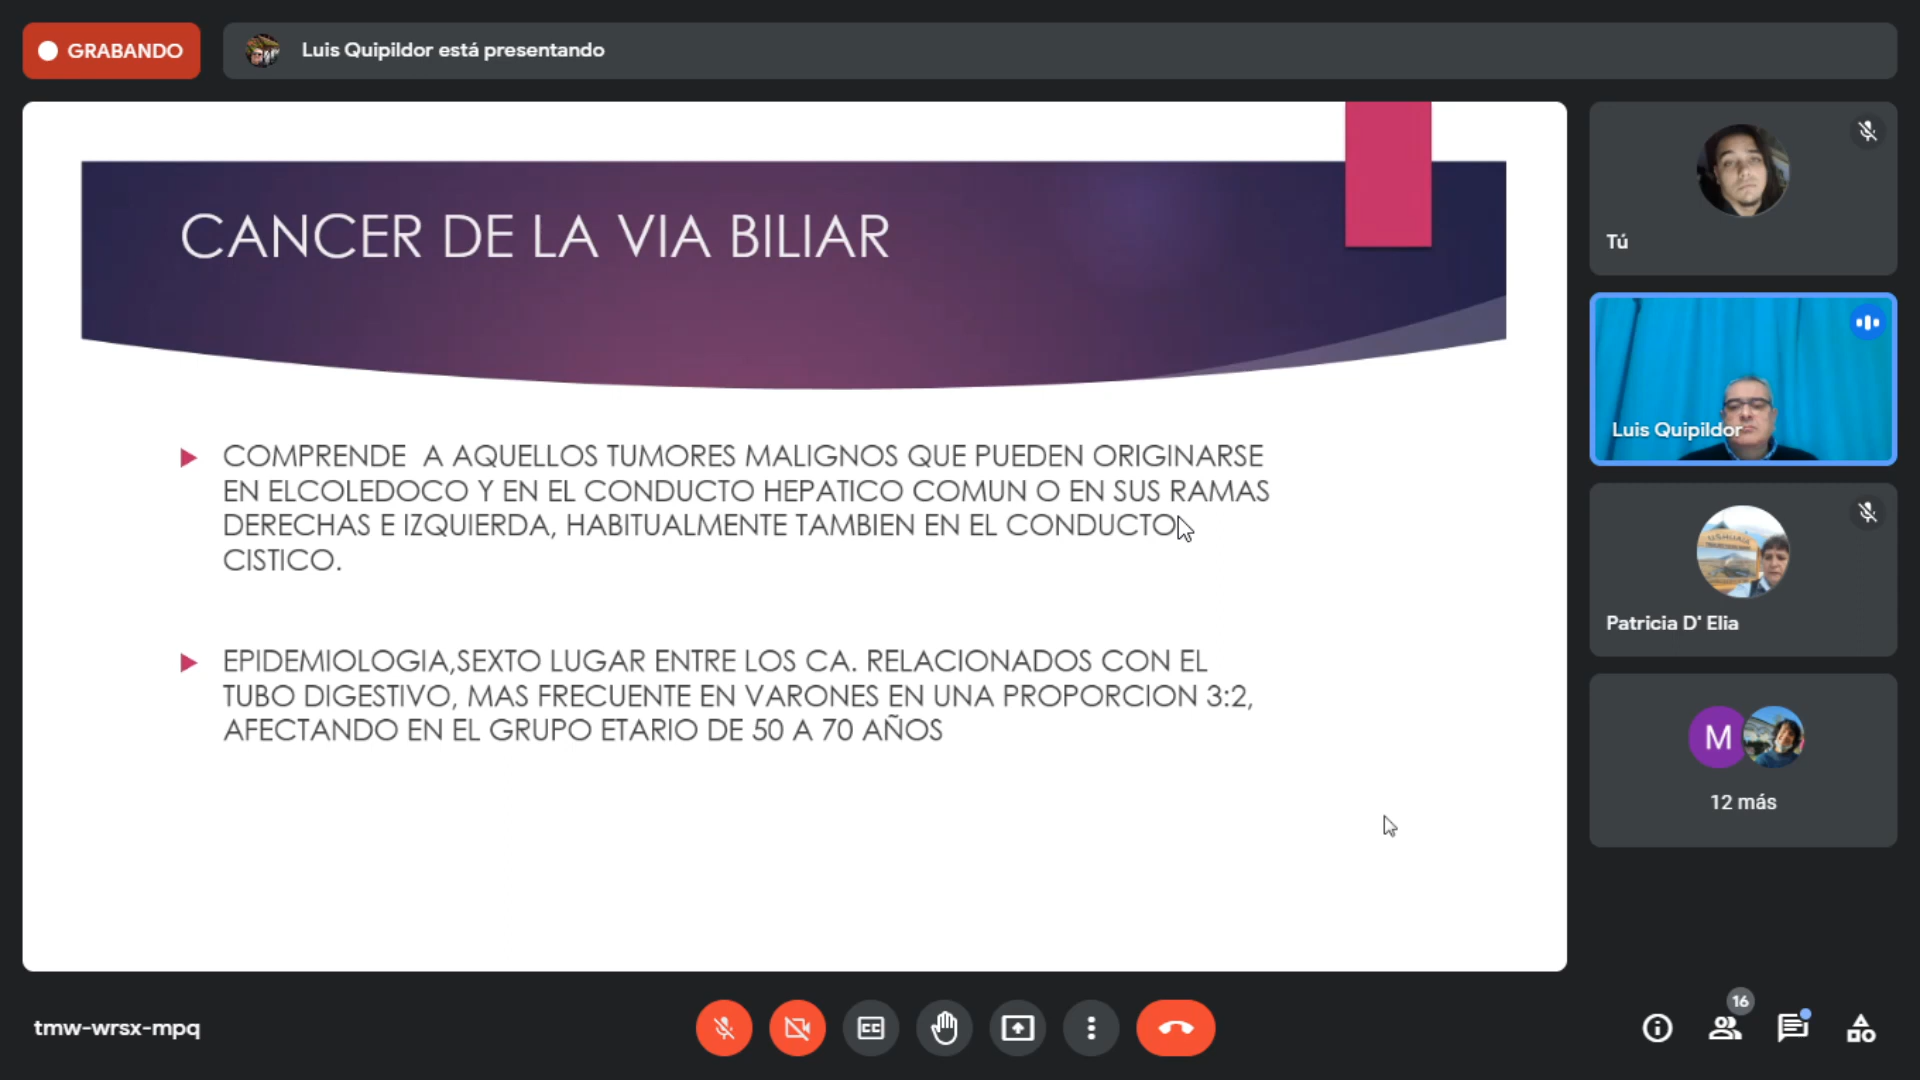 GRABANDO
Luis Quipildor está presentando
CANCER DE LA VIA BILIAR
COMPRENDE  A AQUELLOS TUMORES MALIGNOS QUE PUEDEN ORIGINARSE
EN ELCOLEDOCO Y EN EL CONDUCTO HEPATICO COMUN O EN SUS RAMAS
DERECHAS E IZQUIERDA, HABITUALMENTE TAMBIEN EN EL CONDUCTO
CISTICO.
EPIDEMIOLOGIA,SEXTO LUGAR ENTRE LOS CA. RELACIONADOS CON EL
TUBO DIGESTIVO, MAS FRECUENTE EN VARONES EN UNA PROPORCION 3:2,
AFECTANDO EN EL GRUPO ETARIO DE 50 A 70 AÑOS
Tú
Luis Quipildor
USHUAIA
Patricia D' Elia
M
12 más
tmw-wrsx-mpq
CC
16